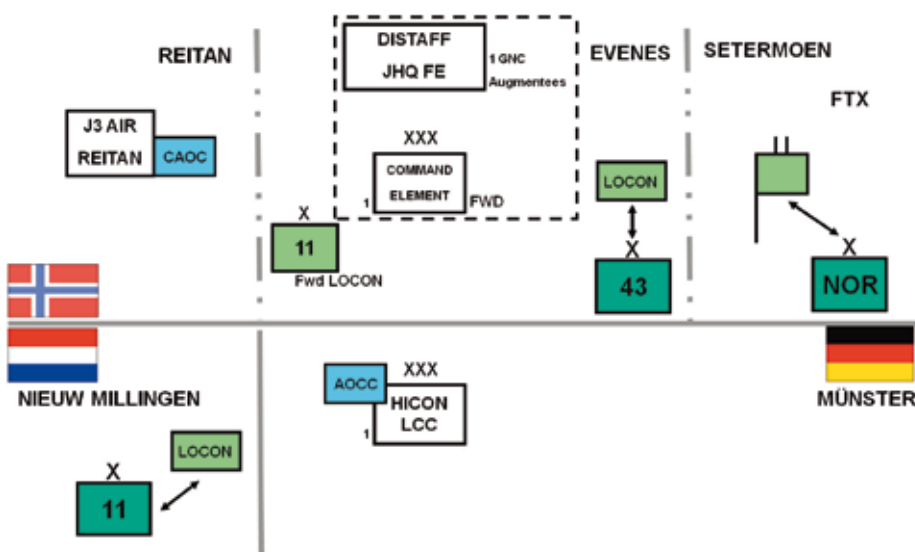 REITAN
J3 AIR
REITAN
CAOC
DISTAFF
JHQ FE
1 GNC
Augmentees
XXX
COMMAND
ELEMENT
1
FWD
X
11
Fwd LOCON
EVENES
LOCON
X
43
SETERMOEN
FTX
II
X
NOR
NIEUW MILLINGEN
LOCON
X
11
AOCC
XXX
HICON
LCC
1
MÜNSTER